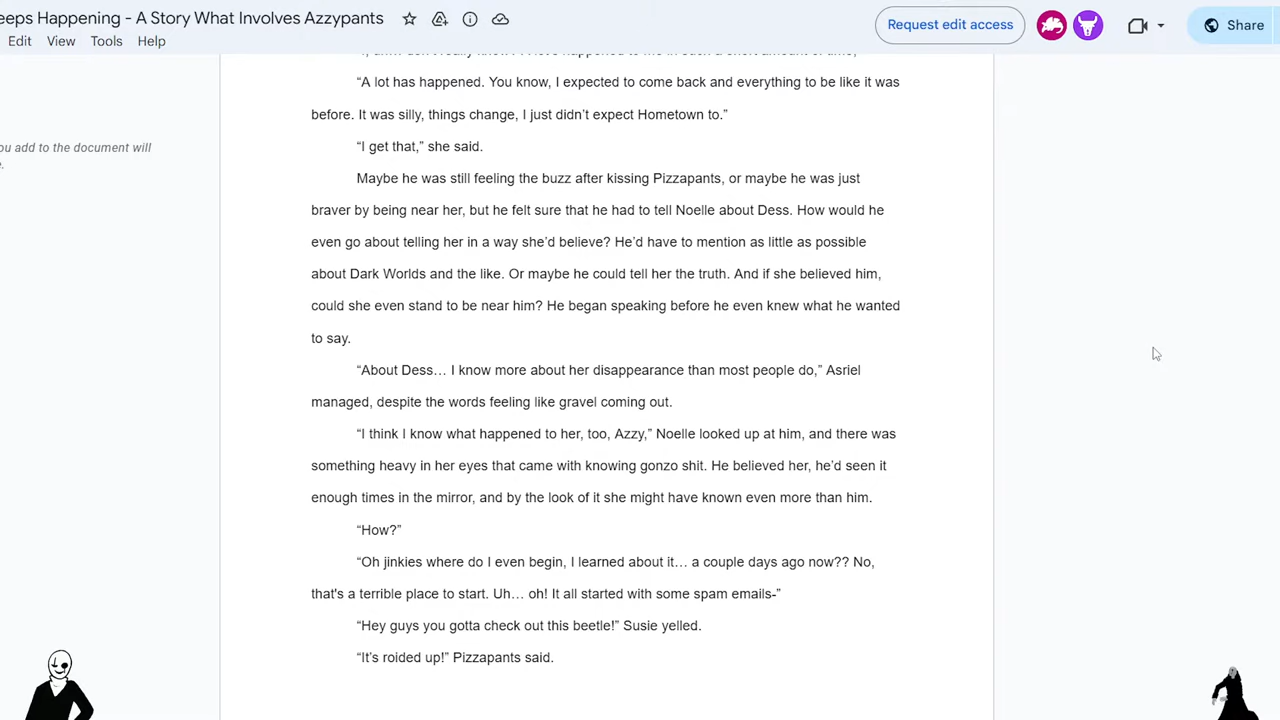 eeps Happening - A Story What Involves Azzypants
Request edit access
Share
Edit View Tools Help
“A lot has happened. You know, I expected to come back and everything to be like it was
before. It was silly, things change, I just didn’t expect Hometown to.”
ou add to the document will
“I get that,” she said.
Maybe he was still feeling the buzz after kissing Pizzapants, or maybe he was just
braver by being near her, but he felt sure that he had to tell Noelle about Dess. How would he
even go about telling her in a way she’d believe? He’d have to mention as little as possible
about Dark Worlds and the like. Or maybe he could tell her the truth. And if she believed him,
could she even stand to be near him? He began speaking before he even knew what he wanted
to say.
“About Dess… I know more about her disappearance than most people do,” Asriel
managed, despite the words feeling like gravel coming out.
“I think I know what happened to her, too, Azzy,” Noelle looked up at him, and there was
something heavy in her eyes that came with knowing gonzo shit. He believed her, he’d seen it
enough times in the mirror, and by the look of it she might have known even more than him.
“How?”
“Oh jinkies where do I even begin, I learned about it… a couple days ago now?? No,
that's a terrible place to start. Uh… oh! It all started with some spam emails-”
“Hey guys you gotta check out this beetle!” Susie yelled.
“It’s roided up!” Pizzapants said.